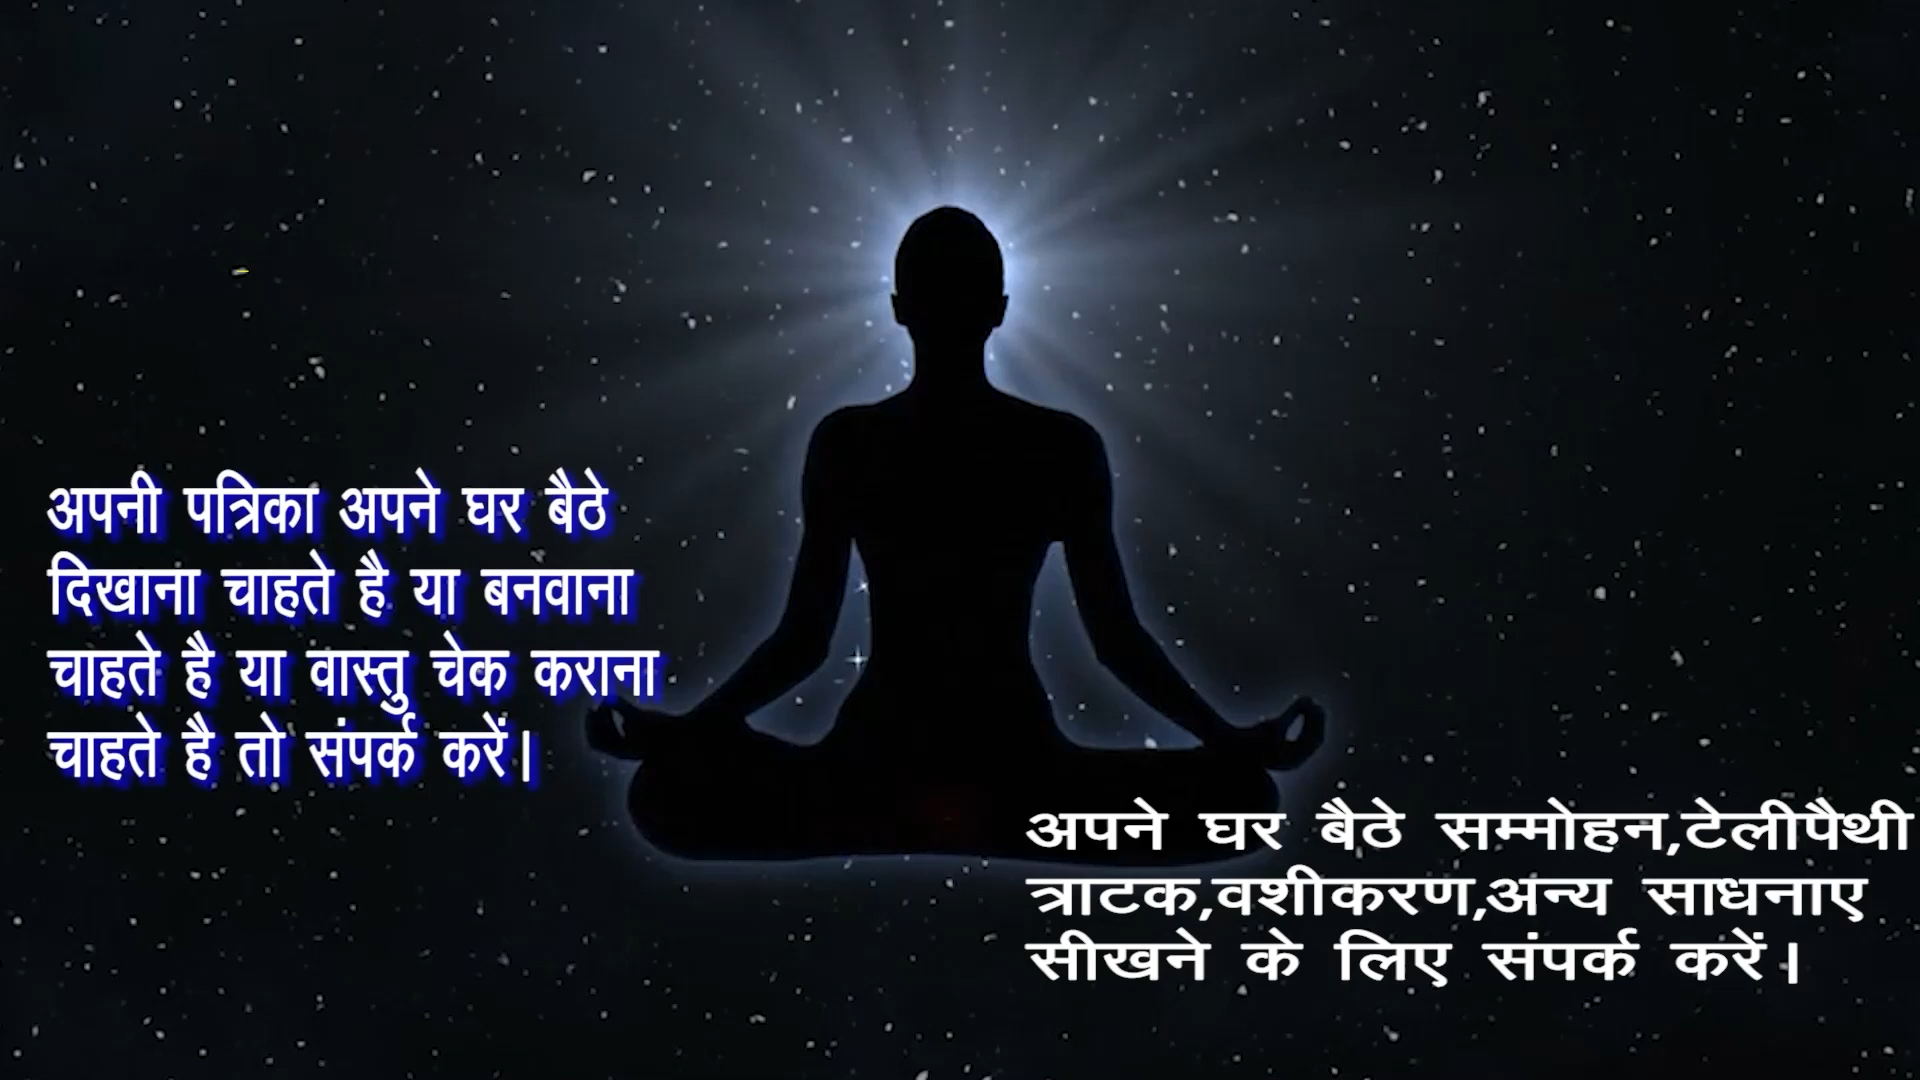 अपनी पत्रिका अपने घर बैठे
दिखाना चाहते है या बनवाना
चाहते है या वास्तु चेक कराना
चाहते है तो संपर्क करें|
अपने घर बैठे सम्मोहन,टेलीपैथी
त्राटक,वशीकरण,अन्य साधनाए
सीखने के लिए संपर्क करें|